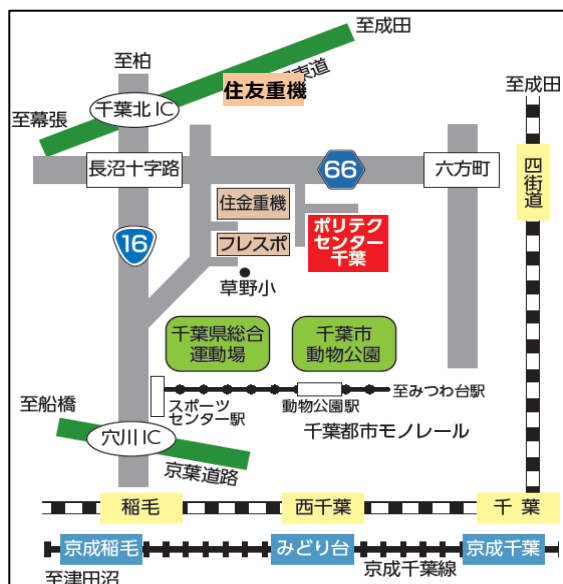 至成田
至柏
住友重機
東道
千葉北IC
至幕張
至成田
長沼十字路
66
六方町
四街道
住金重機
ポリテク
センター
千葉
16
フレスポ
草野小
千葉県総合
運動場
千葉市
動物公園
至みつわ台駅
至船橋
スポーツ
センター駅
動物公園駅
千葉都市モノレール
穴川IC
京葉道路
稲毛
西千葉
千葉
京成稲毛
みどり台
京成千葉
至津田沼
京成千葉線